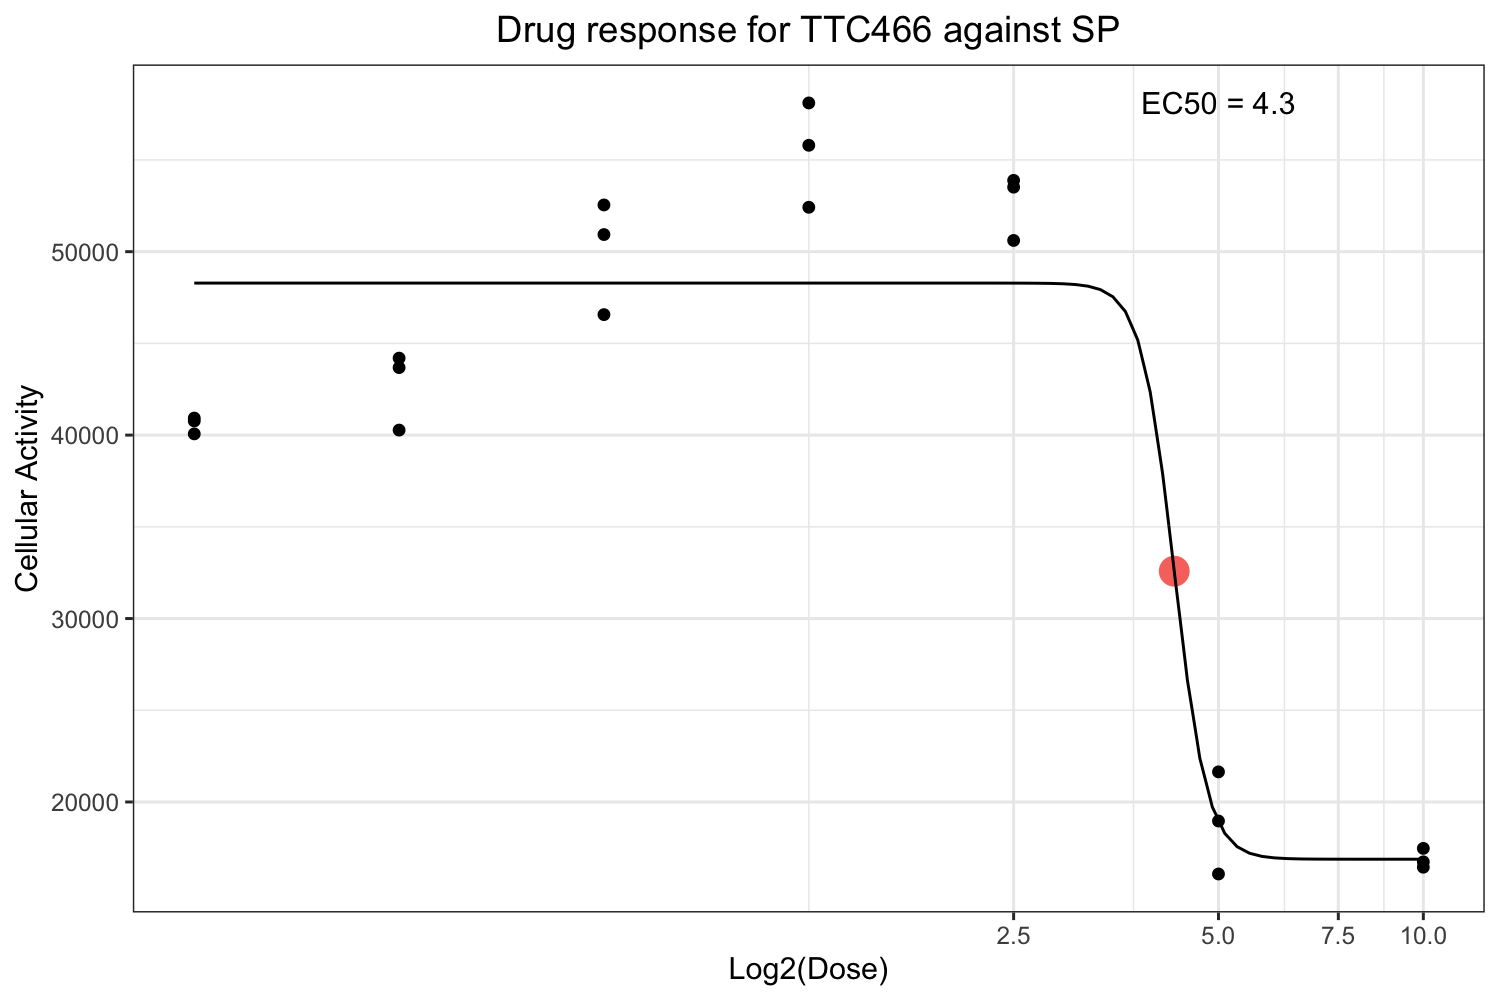 Drug response for TTC466 against SP
EC50 = 4.3
Cellular Activity
50000
40000
30000
20000
2.5 5.0 7.5 10.0
Log2(Dose)